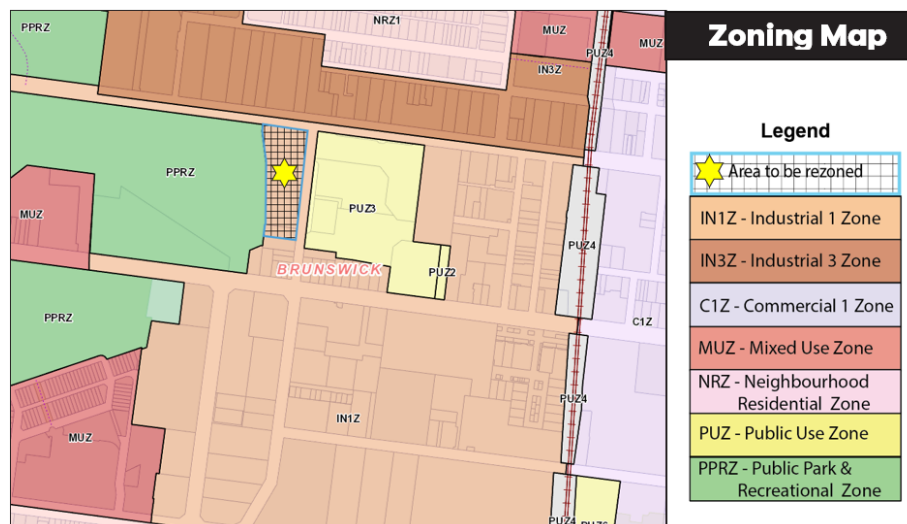 PPRZ
NRZ1
MUZ
PUZ4
MUZ
IN3Z
Zoning Map
Legend
Area to be rezoned
PPRZ
MUZ
PUZ3
PUZ4
PUZ2
BRUNSWICK
PPRZ
C1Z
IN1Z
PUZ4
MUZ
PUZ4
IN1Z - Industrial 1 Zone
IN3Z - Industrial 3 Zone
C1Z - Commercial 1 Zone
MUZ - Mixed Use Zone
NRZ - Neighbourhood
Residential Zone
PUZ - Public Use Zone
PPRZ - Public Park &
Recreational Zone